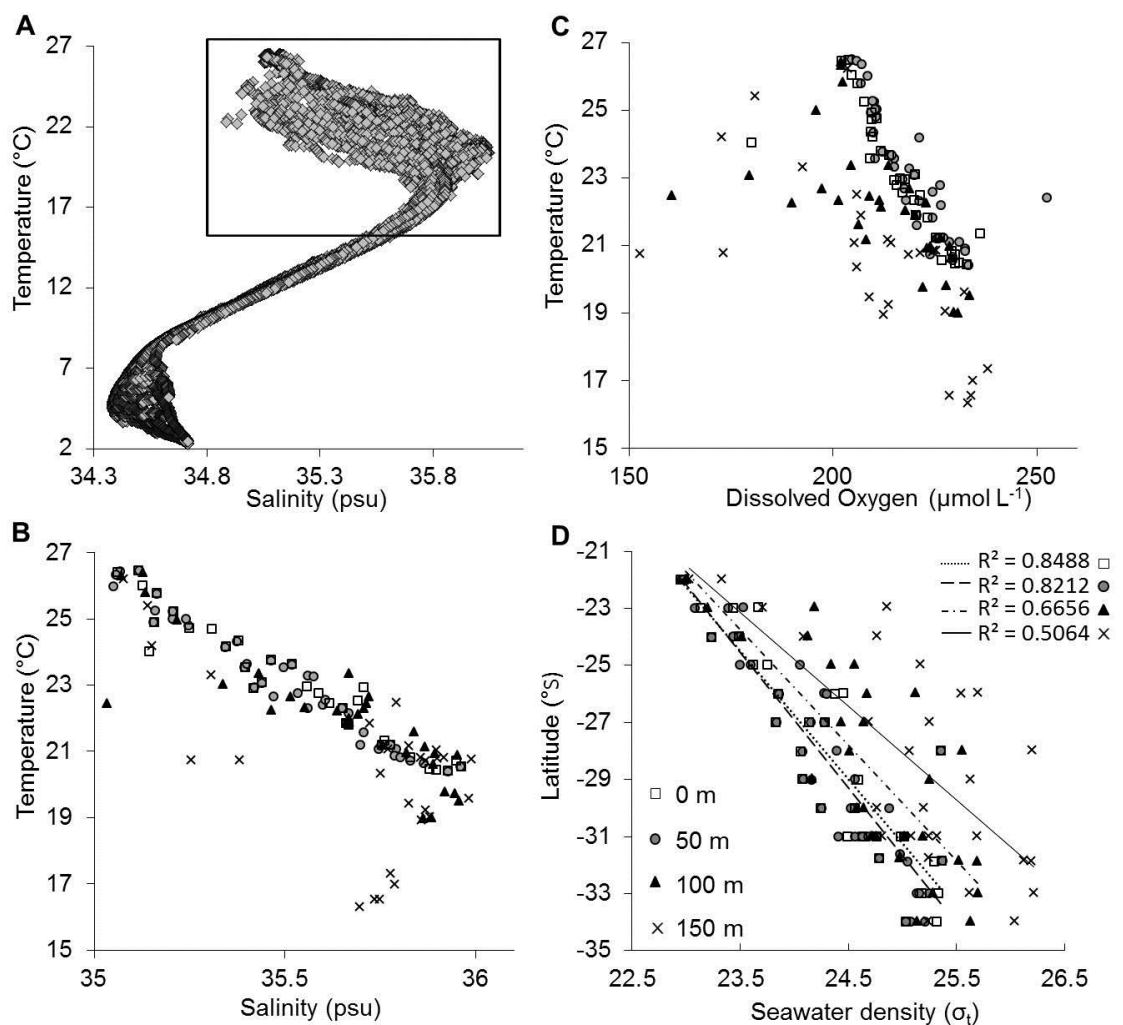 A
27
22
17
12
7
2
Temperature (°C)
34.3 34.8 35.3 35.8
Salinity (psu)
C
27
25
23
21
19
17
15
Temperature (°C)
150 200 250
Dissolved Oxygen (µmol L-1)
B
27
25
23
21
19
17
15
Temperature (°C)
35 35.5 36
Salinity (psu)
D
-21
-23
-25
-27
-29
-31
-33
-35
Latitude (°S)
R² = 0.8488
R² = 0.8212
R² = 0.6656
R² = 0.5064
0 m
50 m
100 m
150 m
22.5 23.5 24.5 25.5 26.5
Seawater density (σt)